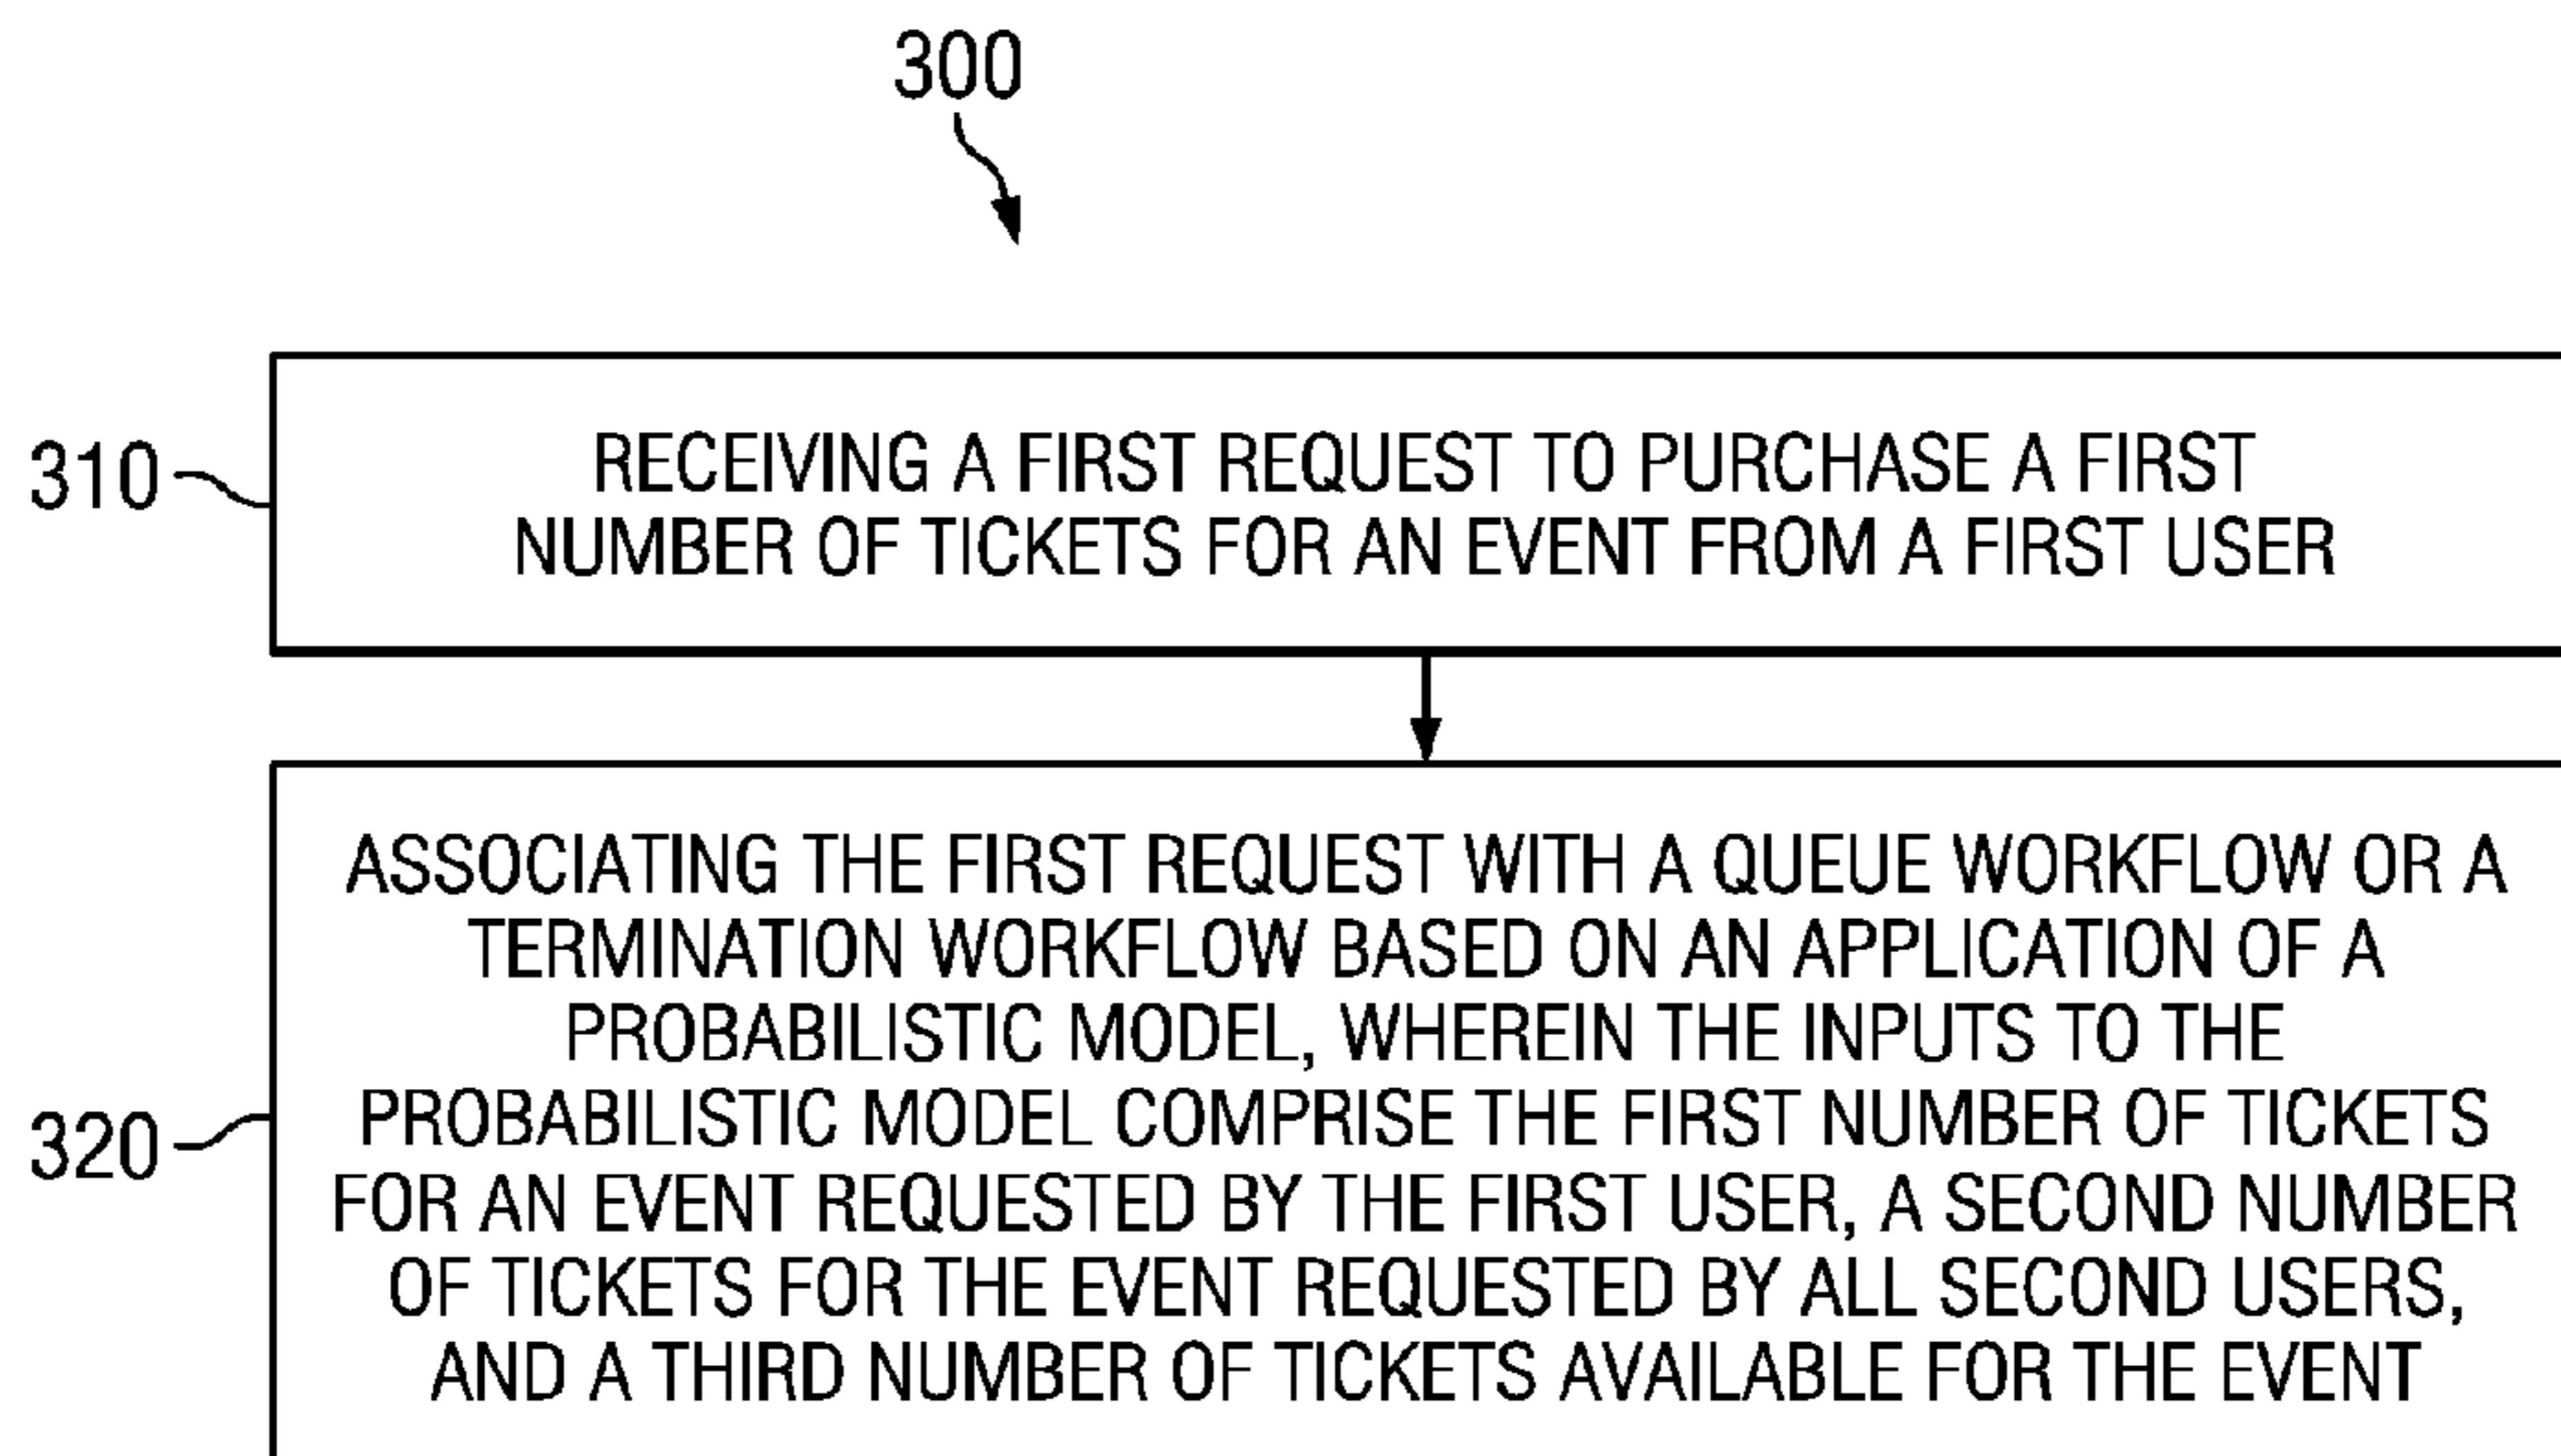 300
310
RECEIVING A FIRST REQUEST TO PURCHASE A FIRST
NUMBER OF TICKETS FOR AN EVENT FROM A FIRST USER
320
ASSOCIATING THE FIRST REQUEST WITH A QUEUE WORKFLOW OR A
TERMINATION WORKFLOW BASED ON AN APPLICATION OF A
PROBABILISTIC MODEL, WHEREIN THE INPUTS TO THE
PROBABILISTIC MODEL COMPRISE THE FIRST NUMBER OF TICKETS
FOR AN EVENT REQUESTED BY THE FIRST USER, A SECOND NUMBER
OF TICKETS FOR THE EVENT REQUESTED BY ALL SECOND USERS,
AND A THIRD NUMBER OF TICKETS AVAILABLE FOR THE EVENT